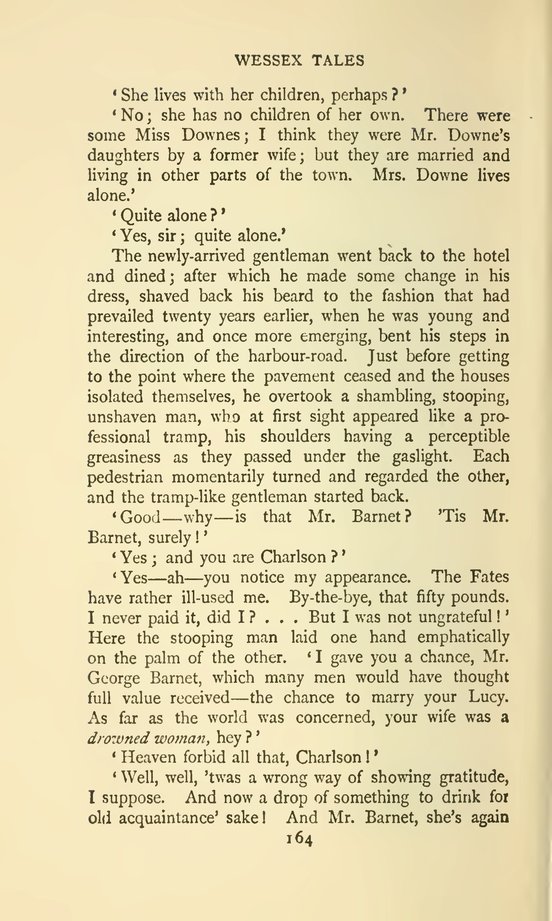 WESSEX TALES
‘ She lives with her children, perhaps ? ’
‘ No ; she has no children of her own. There were
some Miss Downes ; I think they were Mr. Downe’s
daughters by a former wife ; but they are married and
living in other parts of the town. Mrs. Downe lives
alone.’
‘ Quite alone ? ’
‘ Yes, sir ; quite alone.’
The newly-arrived gentleman went back to the hotel
and dined ; after which he made some change in his
dress, shaved back his beard to the fashion that had
prevailed twenty years earlier, when he was young and
interesting, and once more emerging, bent his steps in
the direction of the harbour-road. Just before getting
to the point where the pavement ceased and the houses
isolated themselves, he overtook a shambling, stooping,
unshaven man, who at first sight appeared like a pro-
fessional tramp, his shoulders having a perceptible
greasiness as they passed under the gaslight. Each
pedestrian momentarily turned and regarded the other,
and the tramp-like gentleman started back.
‘ Good—why—is that Mr. Barnet ? ’Tis Mr.
Barnet, surely ! ’
‘ Yes ; and you are Charlson ? ’
‘ Yes—ah—you notice my appearance. The Fates
have rather ill-used me. By-the-bye, that fifty pounds.
I never paid it, did I ? . . . But I was not ungrateful ! ’
Here the stooping man laid one hand emphatically
on the palm of the other. ‘ I gave you a chance, Mr.
George Barnet, which many men would have thought
full value received—the chance to marry your Lucy.
As far as the world was concerned, your wife was a
drowned woman, hey ? ’
‘ Heaven forbid all that, Charlson ! ’
‘ Well, well, ’twas a wrong way of showing gratitude,
I suppose. And now a drop of something to drink for
old acquaintance’ sake ! And Mr. Barnet, she’s again
164